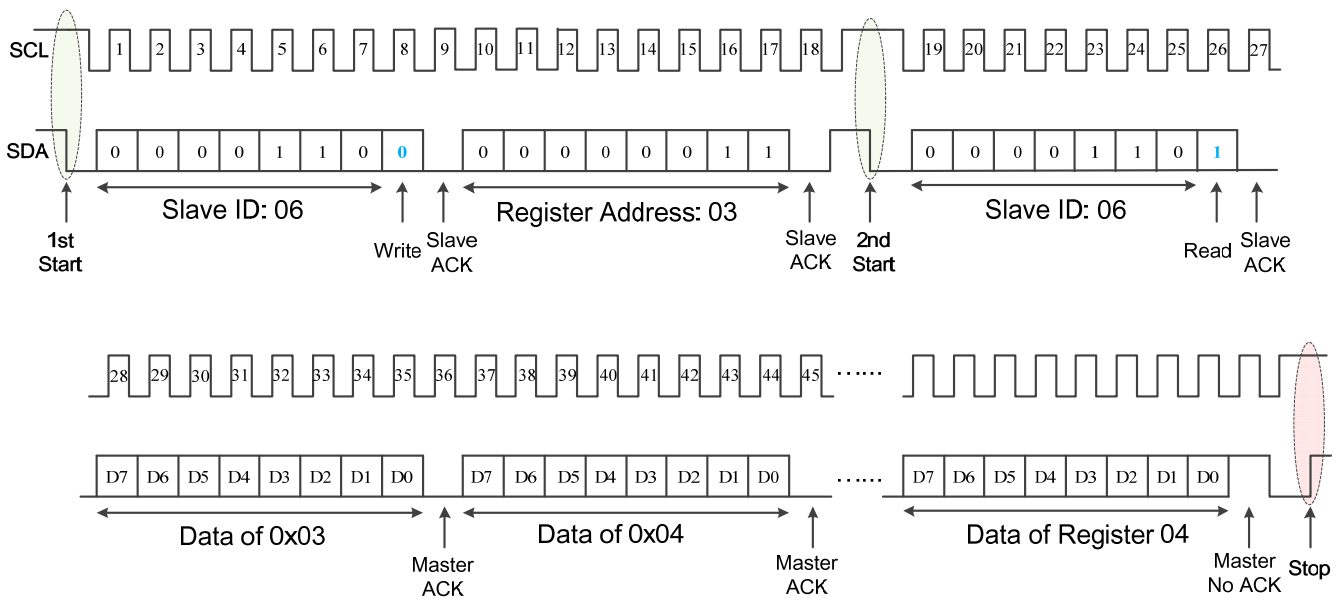 SCL 1 2 3 4 5 6 7 8 9 10 11 12 13 14 15 16 17 18 19 20 21 22 23 24 25 26 27
SDA 0 0 0 0 1 1 0 0 0 0 0 0 0 0 1 1 0 0 0 0 1 1 0 1
Slave ID: 06 Register Address: 03 Slave ID: 06
1st Start
Write
Slave ACK
Slave ACK
2nd Start
Read
Slave ACK
28 29 30 31 32 33 34 35 36 37 38 39 40 41 42 43 44 45 ......
D7 D6 D5 D4 D3 D2 D1 D0 D7 D6 D5 D4 D3 D2 D1 D0 ...... D7 D6 D5 D4 D3 D2 D1 D0
Data of 0x03 Data of 0x04 Data of Register 04
Master ACK
Master ACK
Master No ACK
Stop